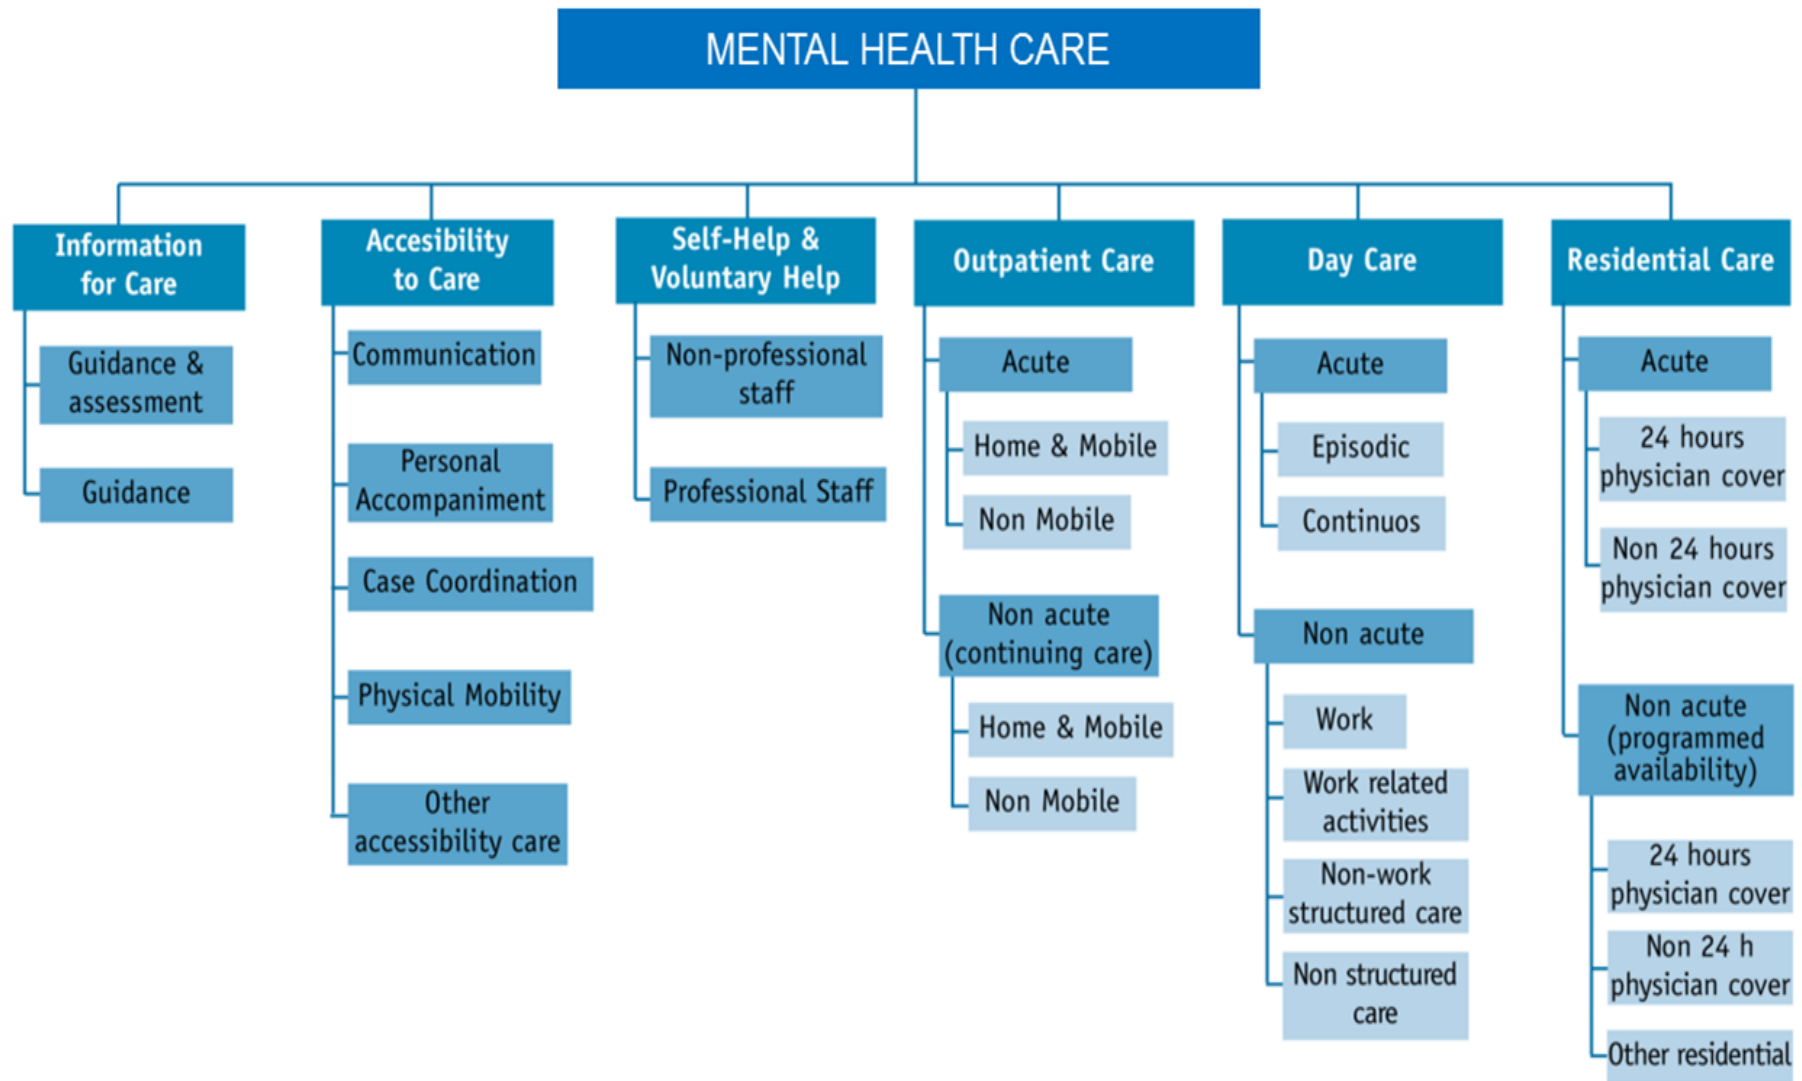 MENTAL HEALTH CARE
Information
for Care
Guidance &
assessment
Guidance
Accesibility
to Care
Communication
Personal
Accompaniment
Case Coordination
Physical Mobility
Other
accessibility care
Self-Help &
Voluntary Help
Non-professional
staff
Professional Staff
Outpatient Care
Acute
Home & Mobile
Non Mobile
Non acute
(continuing care)
Home & Mobile
Non Mobile
Day Care
Acute
Episodic
Continuos
Non acute
Work
Work related
activities
Non-work
structured care
Non structured
care
Residential Care
Acute
24 hours
physician cover
Non 24 hours
physician cover
Non acute
(programmed
availability)
24 hours
physician cover
Non 24 h
physician cover
Other residential